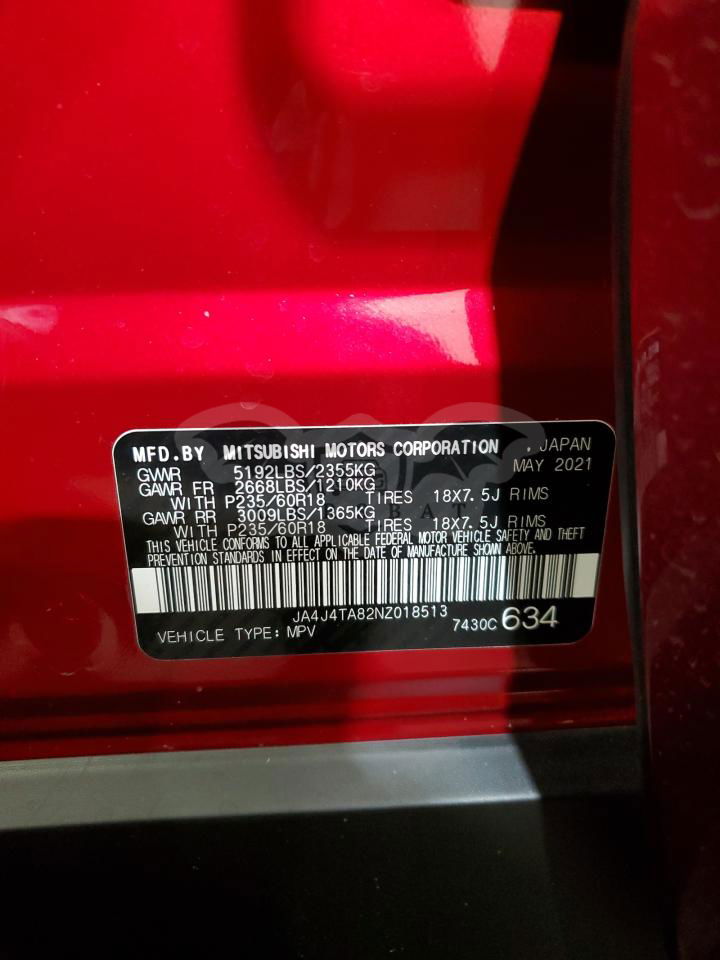 MFD.BY MITSUBISHI MOTORS CORPORATION . JAPAN
GVWR 5192LBS/2355KG MAY 2021
GAWR FR 2668LBS/1210KG
WITH P235/60R18 TIRES 18X7.5J RIMS
GAWR RR 3009LBS/1365KG
WITH P235/60R18 TIRES 18X7.5J RIMS
THIS VEHICLE CONFORMS TO ALL APPLICABLE FEDERAL MOTOR VEHICLE SAFETY AND THEFT
PREVENTION STANDARDS IN EFFECT ON THE DATE OF MANUFACTURE SHOWN ABOVE.
JA4J4TA82NZ018513
VEHICLE TYPE:MPV 7430C 634